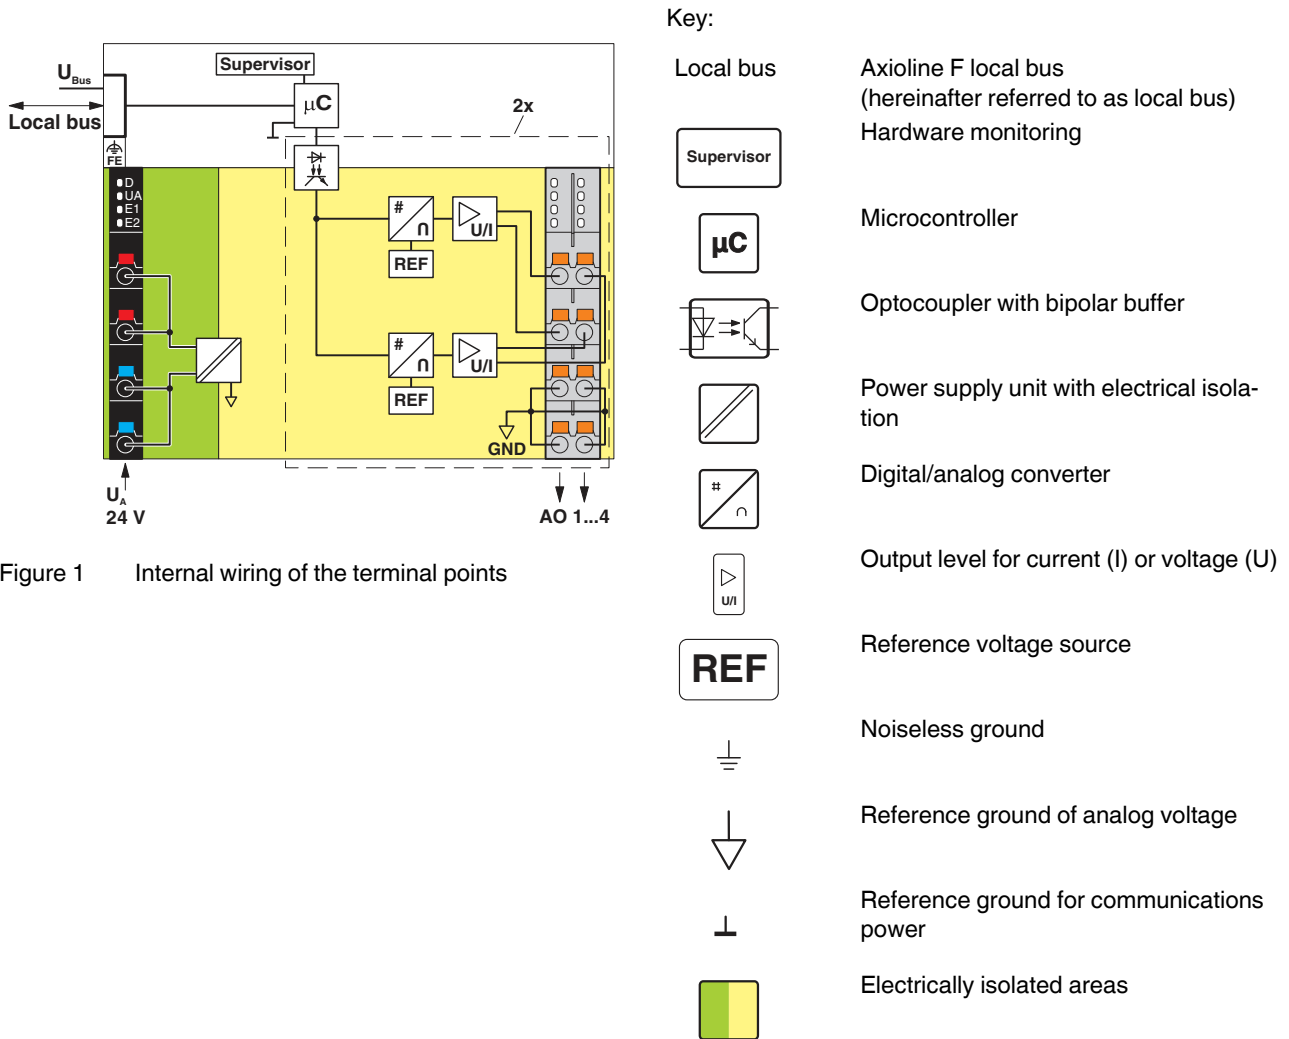 Key:
Local bus
Axioline F local bus
(hereinafter referred to as local bus)
Supervisor
Hardware monitoring
µC
Microcontroller
Optocoupler with bipolar buffer
Power supply unit with electrical isola-
tion
#
∩
Digital/analog converter
U/I
Output level for current (I) or voltage (U)
REF
Reference voltage source
Noiseless ground
Reference ground of analog voltage
Reference ground for communications
power
Electrically isolated areas
Supervisor
U Bus
µC
2x
Local bus
FE
D
UA
E1
E2
#
∩
U/I
REF
#
∩
U/I
REF
GND
U A
24 V
AO 1...4
Figure 1 Internal wiring of the terminal points